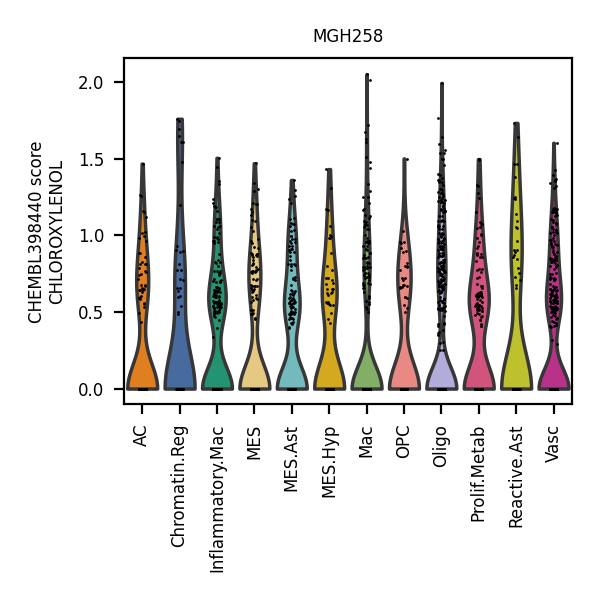 MGH258
CHEMBL398440 score
CHLOROXYLENOL
2.0
1.5
1.0
0.5
0.0
AC
Chromatin.Reg
Inflammatory.Mac
MES
MES.Ast
MES.Hyp
Mac
OPC
Oligo
Prolif.Metab
Reactive.Ast
Vasc